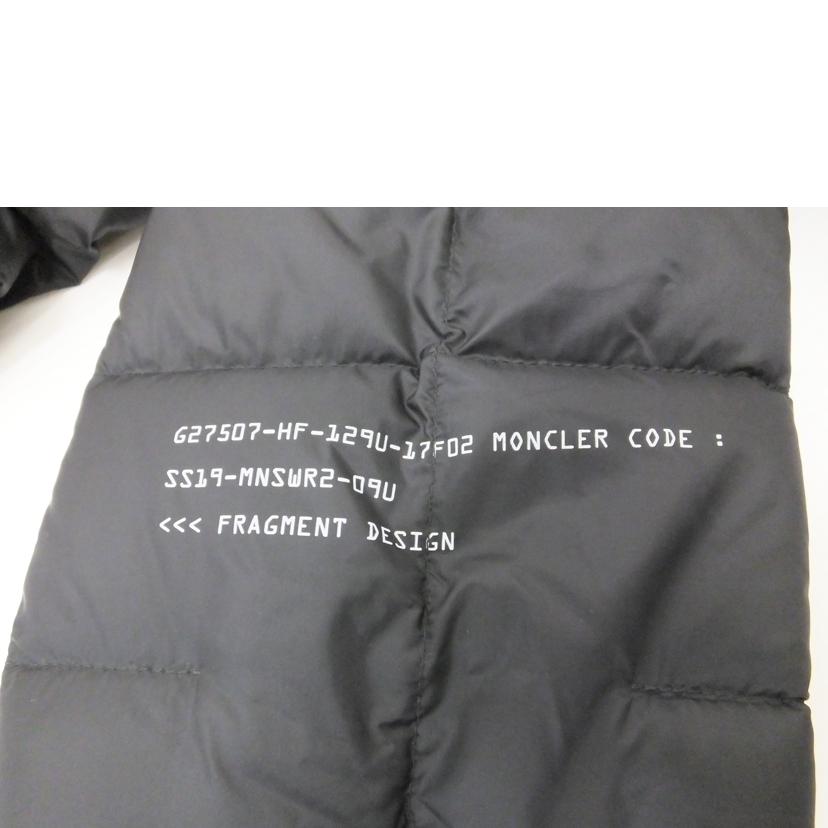 G27507-HF-129U-17F02 MONCLER CODE :
SS19-MNSWR2-09U
<<< FRAGMENT DESIGN